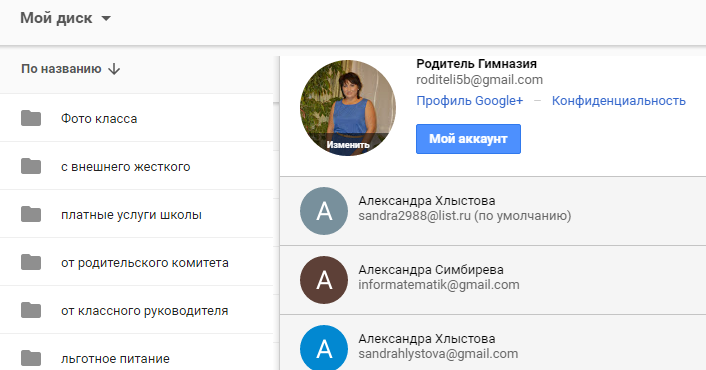 Мой диск
По названию
Фото класса
с внешнего жесткого
платные услуги школы
от родительского комитета
от классного руководителя
льготное питание
Изменить
Родитель Гимназия
roditeli5b@gmail.com
Профиль Google+ – Конфиденциальность
Мой аккаунт
А
Александра Хлыстова
sandra2988@list.ru (по умолчанию)
А
Александра Симбирева
informatematik@gmail.com
А
Александра Хлыстова
sandrahlystova@gmail.com